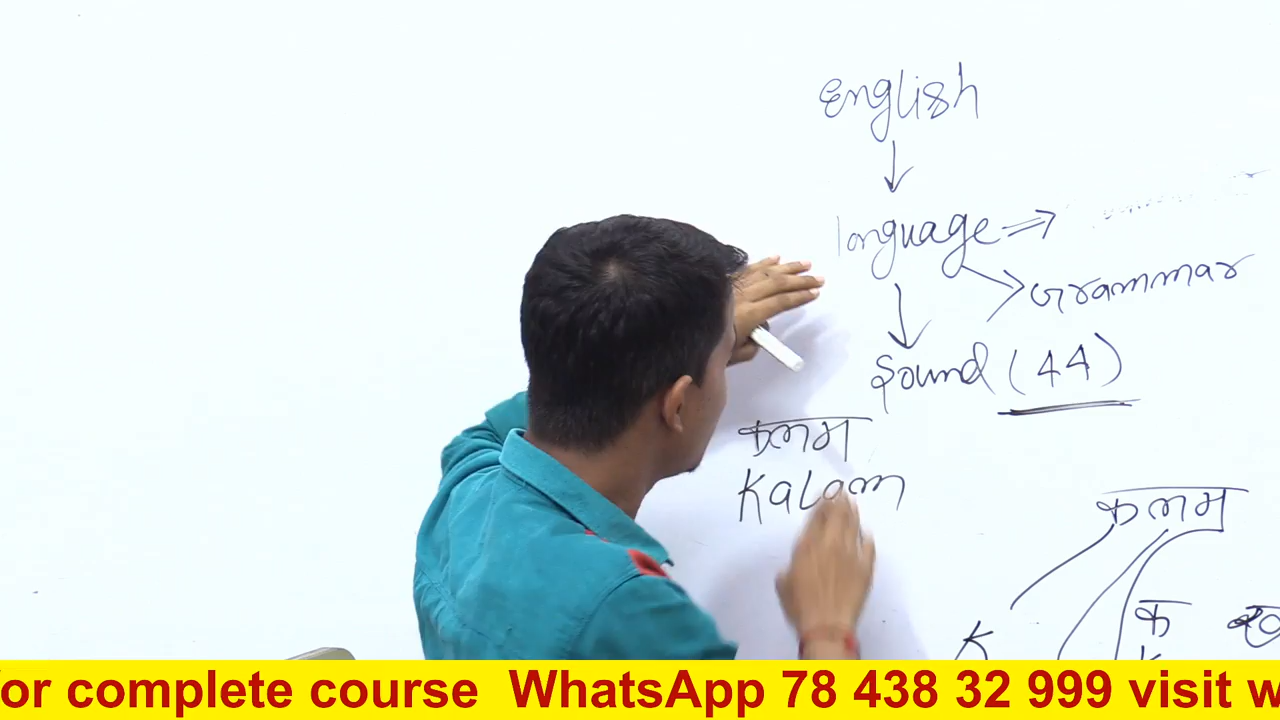 English
language ⇒
Grammar
Sound (44)
कलम
Kalam
कलम
क ख
K
or complete course WhatsApp 78 438 32 999 visit w